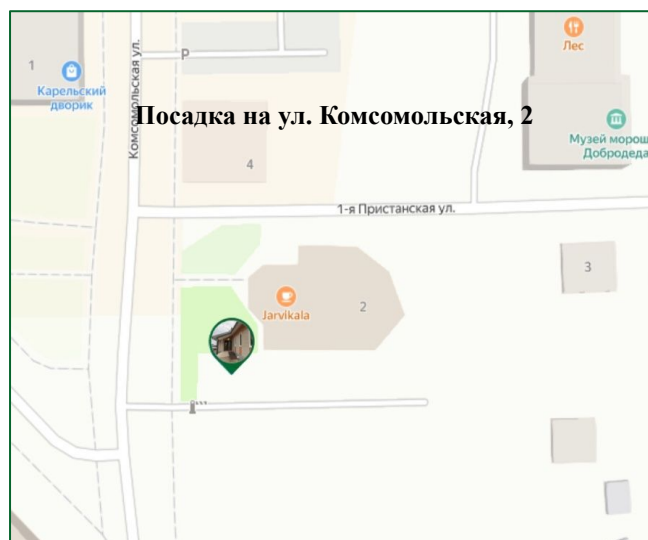 1
Карельский
дворик
Комсомольская ул.
P
Лес
Посадка на ул. Комсомольская, 2
4
Музей морош
Добродеда
1-я Пристанская ул.
3
2
Jarvikala